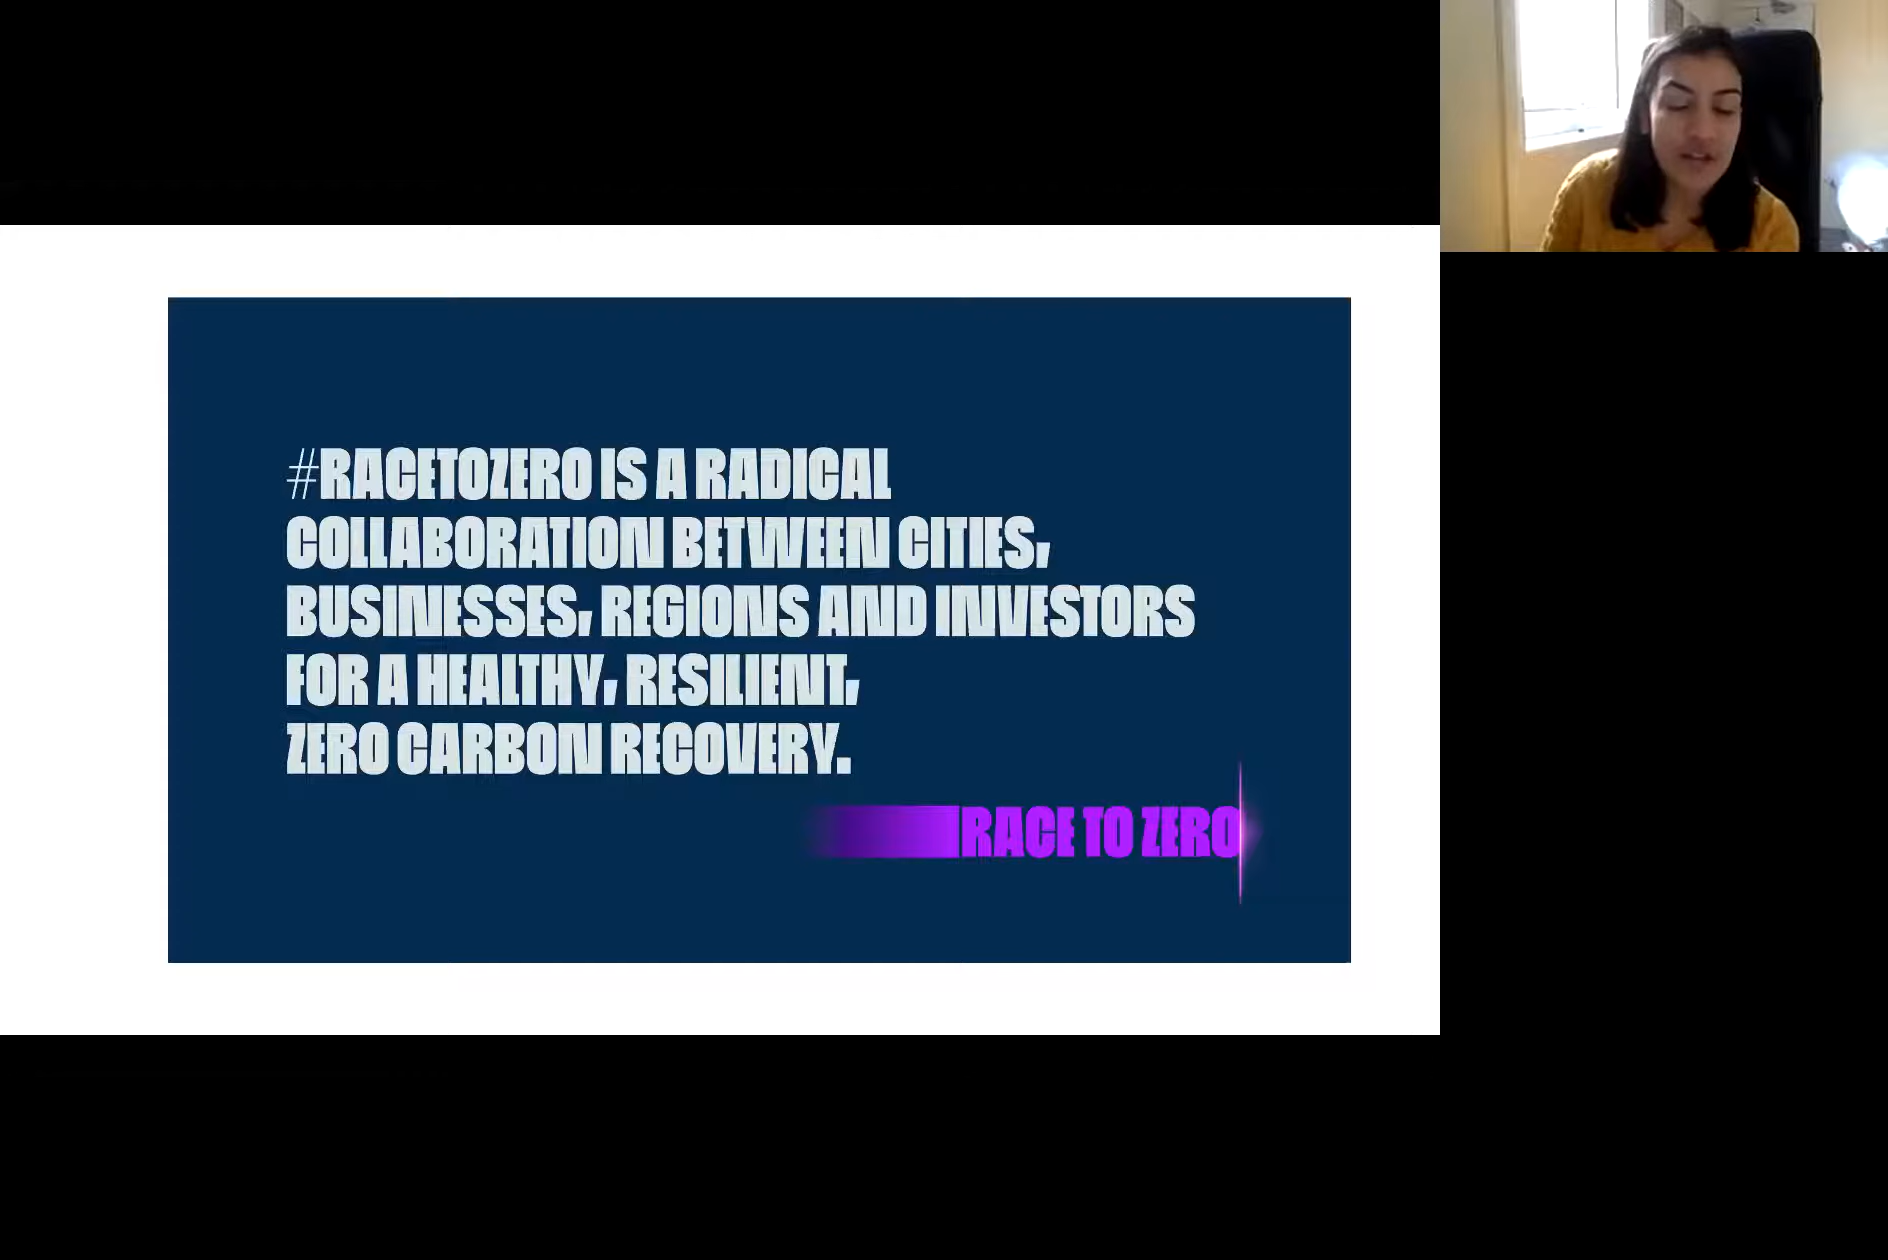 #RACETOZERO IS A RADICAL
COLLABORATION BETWEEN CITIES,
BUSINESSES, REGIONS AND INVESTORS
FOR A HEALTHY, RESILIENT,
ZERO CARBON RECOVERY.
RACE TO ZERO